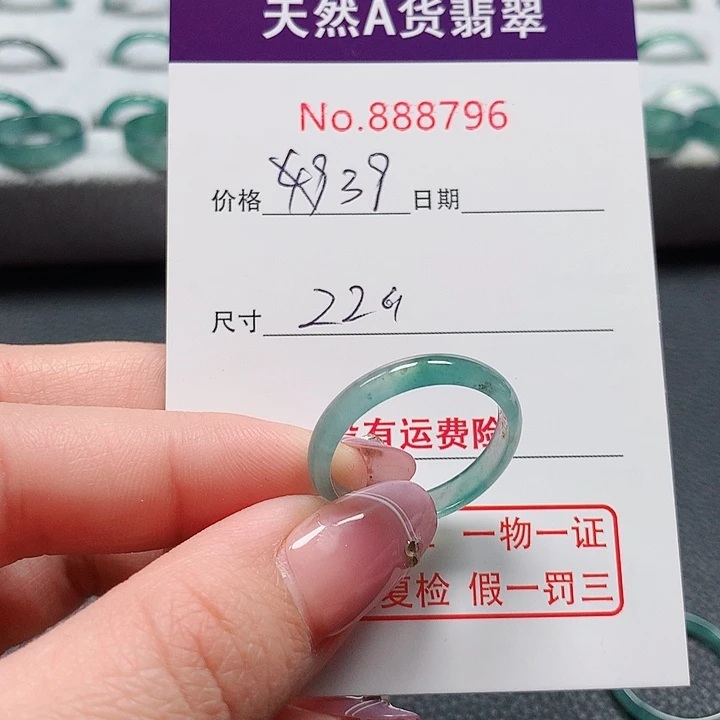 天然A货翡翠
No.888796
价格 日期
尺寸
有运费险
一物一证
复检 假一罚三